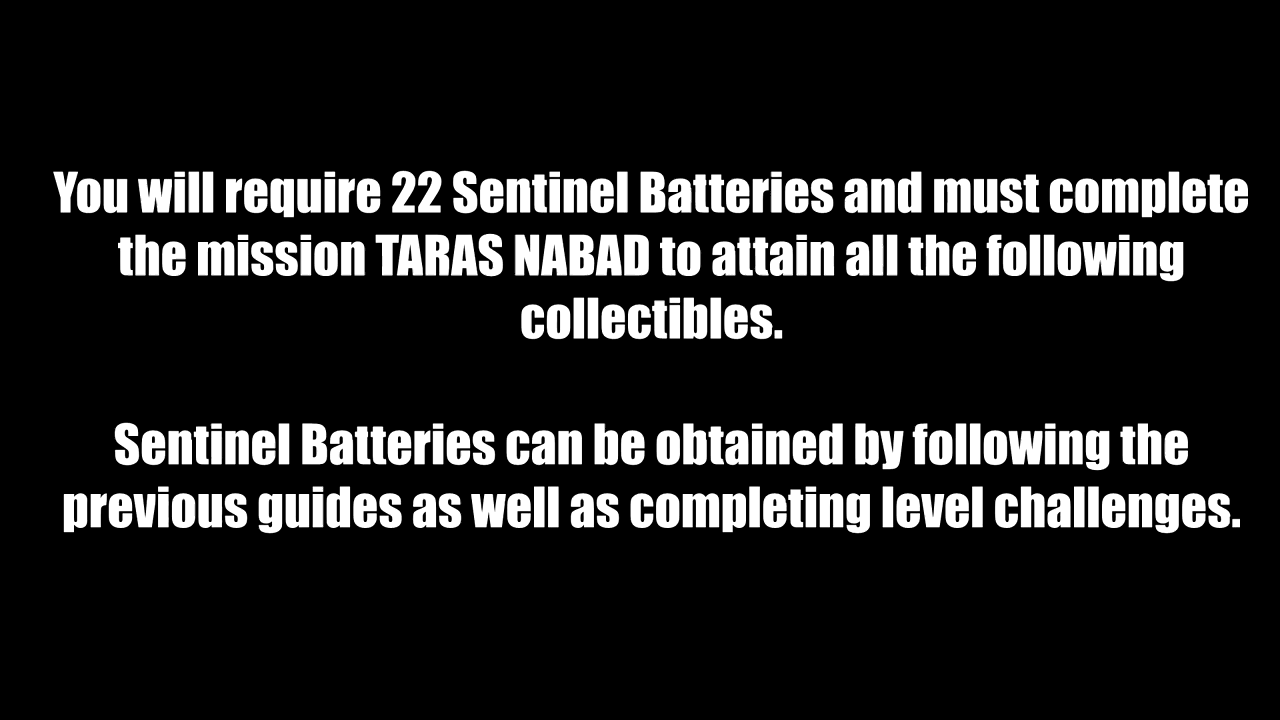 You will require 22 Sentinel Batteries and must complete
the mission TARAS NABAD to attain all the following
collectibles.
Sentinel Batteries can be obtained by following the
previous guides as well as completing level challenges.